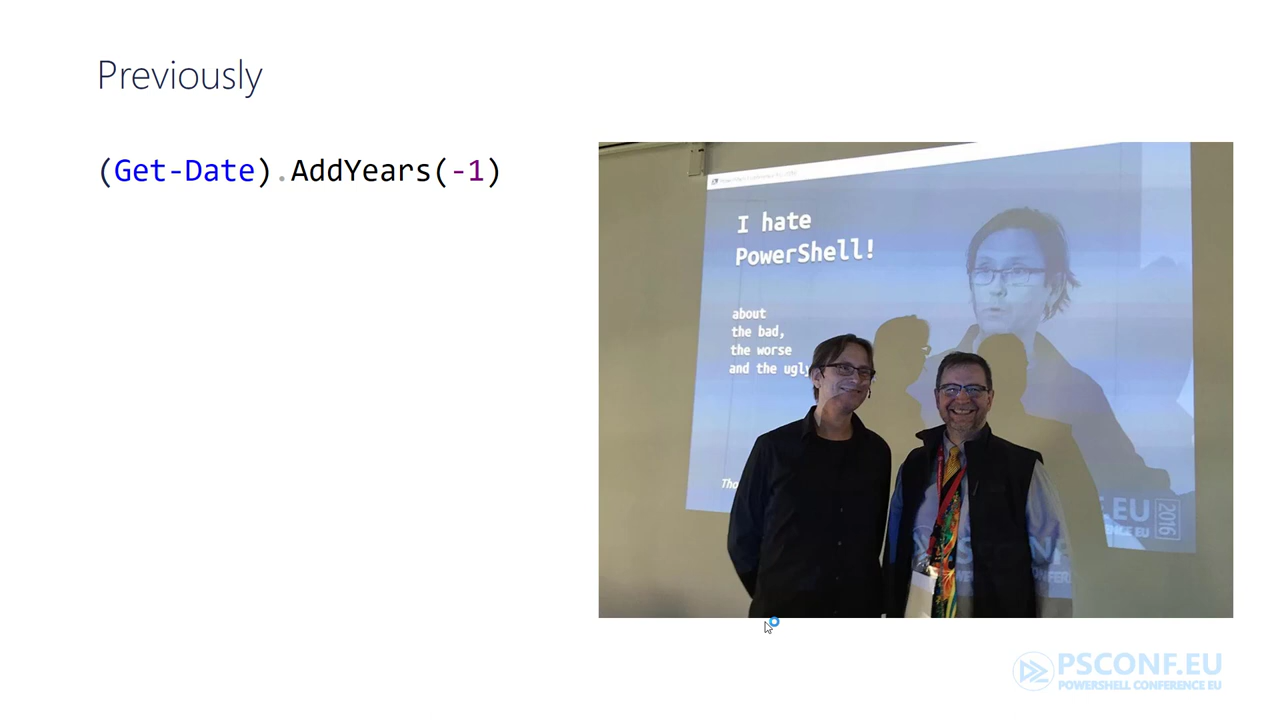 Previously
(Get-Date).AddYears(-1)
I hate
PowerShell!
about
the bad,
the worse
and the ugly
.EU
2016
PSCONF.EU
POWERSHELL CONFERENCE EU